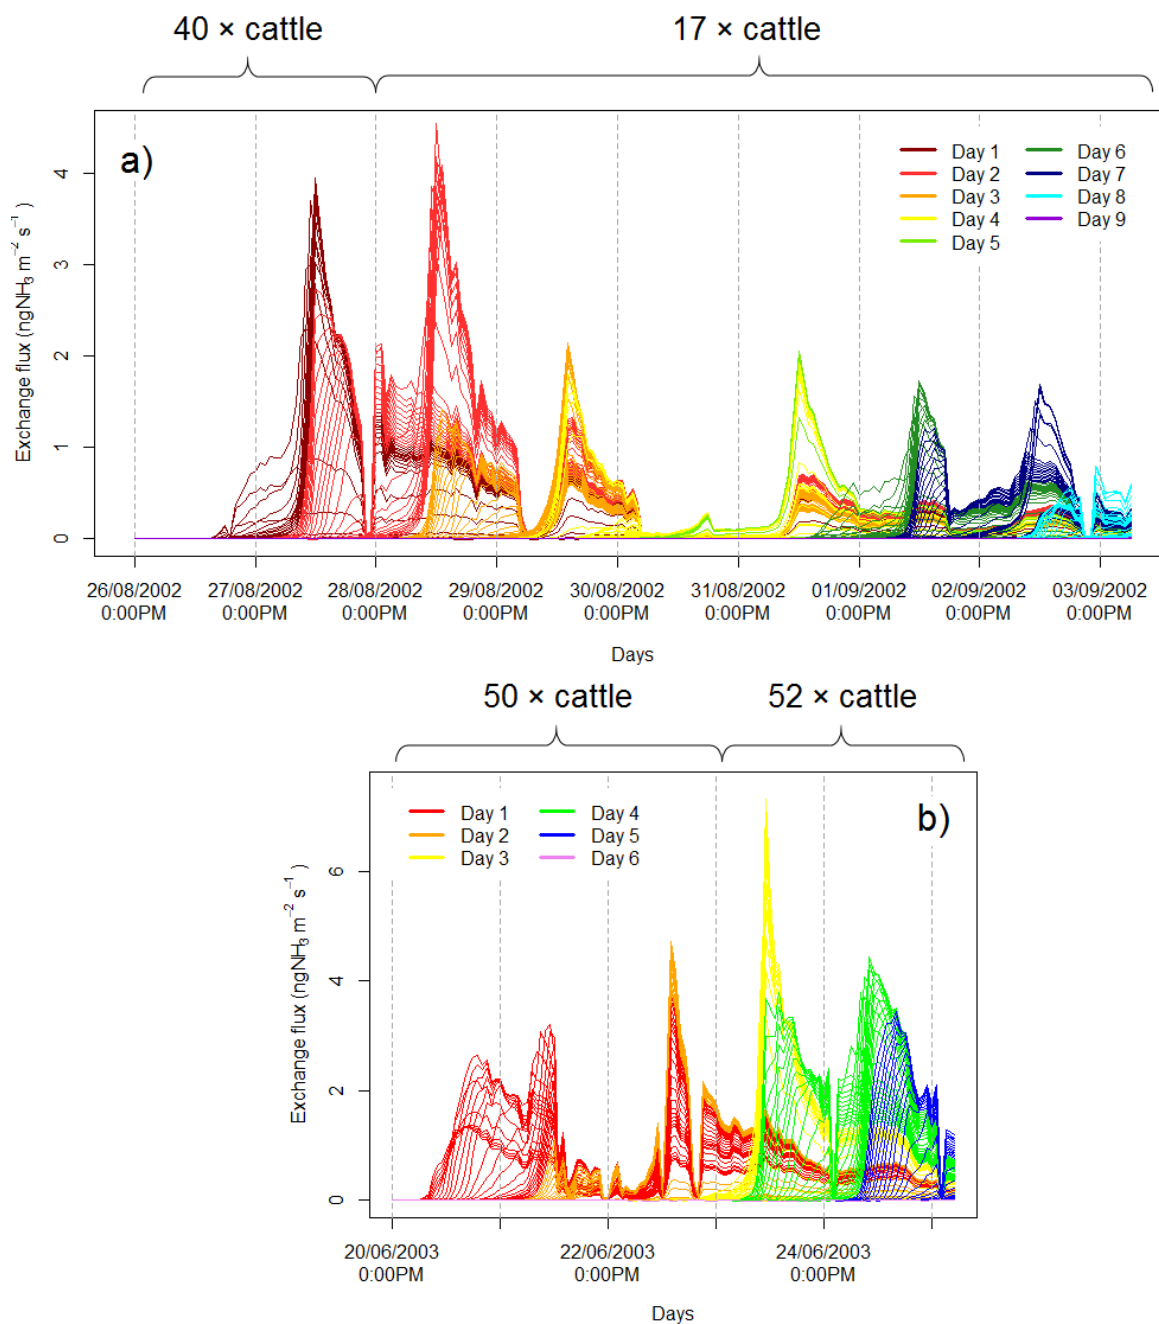 40 × cattle
17 × cattle
a)
Day 1
Day 2
Day 3
Day 4
Day 5
Day 6
Day 7
Day 8
Day 9
Exchange flux (ngNH₃ m⁻² s⁻¹)
0
1
2
3
4
26/08/2002
0:00PM
27/08/2002
0:00PM
28/08/2002
0:00PM
29/08/2002
0:00PM
30/08/2002
0:00PM
31/08/2002
0:00PM
01/09/2002
0:00PM
02/09/2002
0:00PM
03/09/2002
0:00PM
Days
50 × cattle
52 × cattle
b)
Day 1
Day 2
Day 3
Day 4
Day 5
Day 6
Exchange flux (ngNH₃ m⁻² s⁻¹ )
0
2
4
6
20/06/2003
0:00PM
22/06/2003
0:00PM
24/06/2003
0:00PM
Days